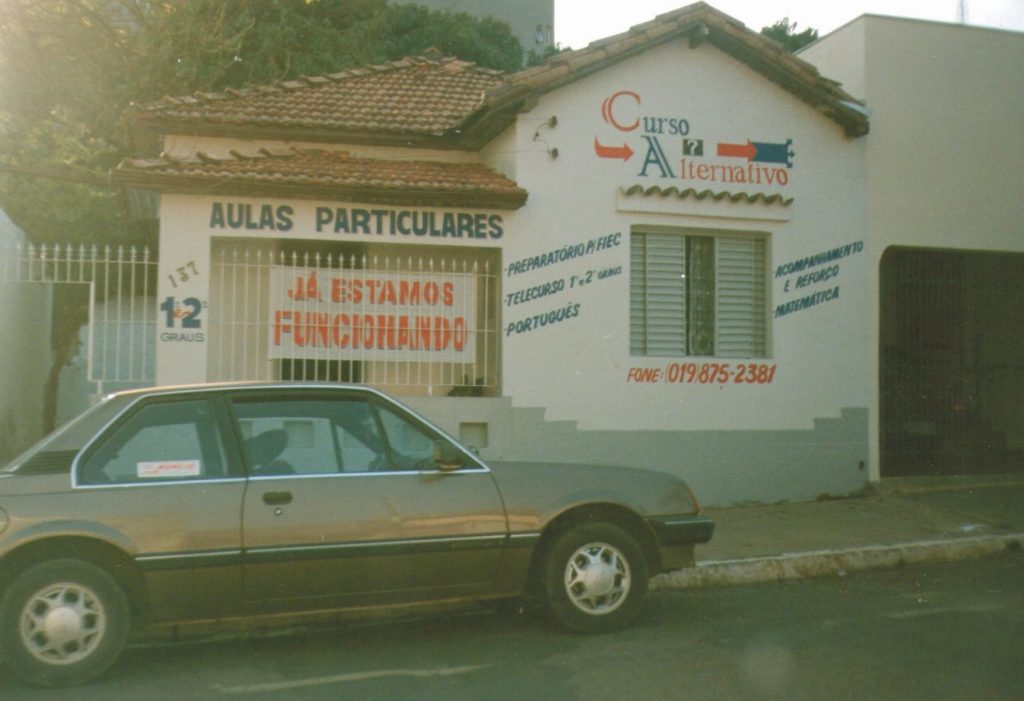 Curso
?
Alternativo
AULAS PARTICULARES
137
1º e 2º
GRAUS
JÁ ESTAMOS
FUNCIONANDO
·PREPARATÓRIO P/ FIEC
·TELECURSO 1º e 2º GRAUS
·PORTUGUÊS
·ACOMPANHAMENTO
E REFORÇO
MATEMÁTICA
FONE: (019) 875-2381